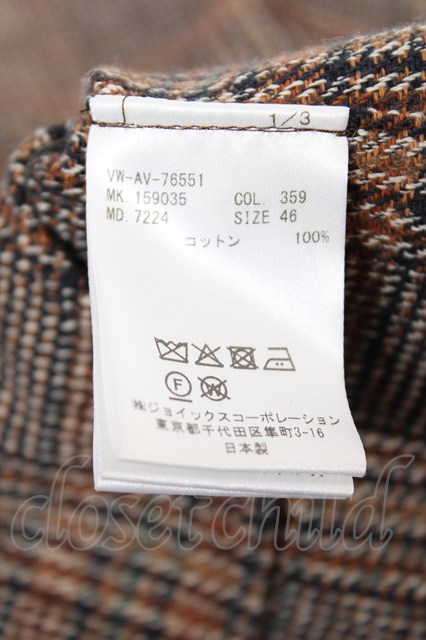 1/3
VW-AV-76551
MK. 159035 COL. 359
MD. 7224 SIZE 46
コットン 100%
F W
㈱ジョイックスコーポレーション
東京都千代田区隼町3-16
日本製
closetchild